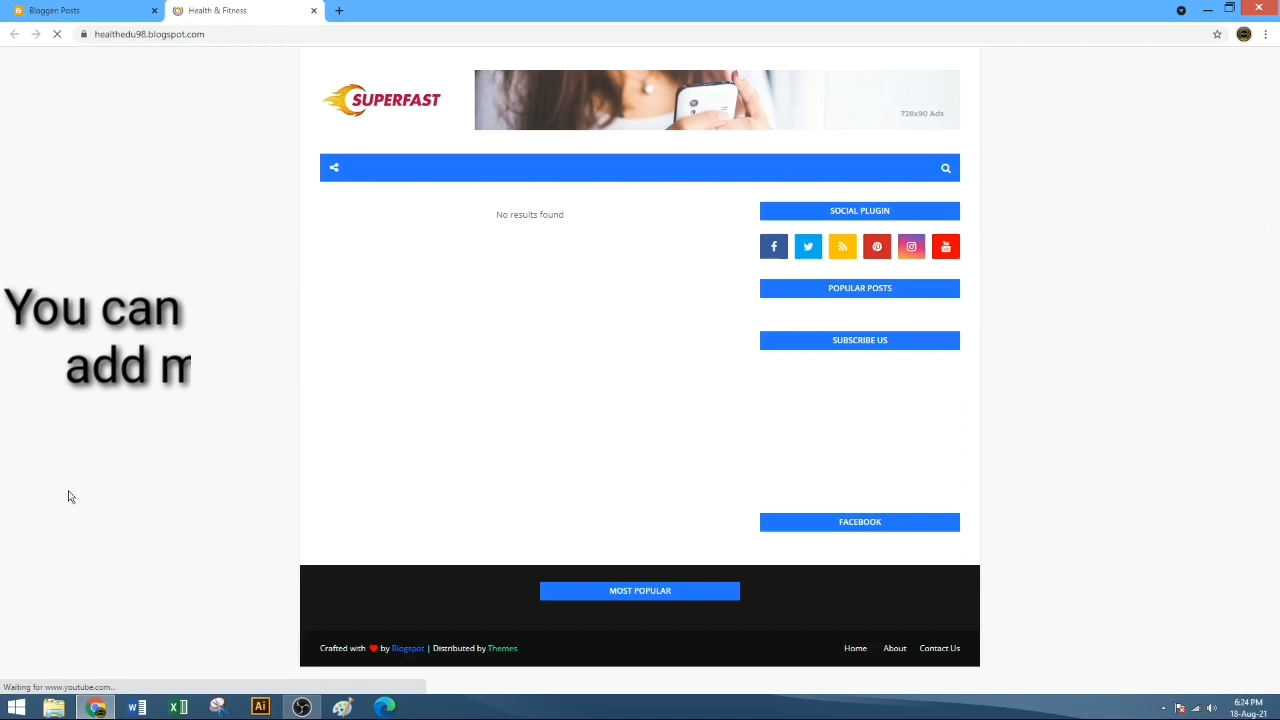 Blogger: Posts
Health & Fitness
healthedu98.blogspot.com
SUPERFAST
728x90 Ads
No results found
SOCIAL PLUGIN
POPULAR POSTS
SUBSCRIBE US
You can
add m
FACEBOOK
MOST POPULAR
Crafted with by Blogspot | Distributed by Themes
Home About Contact Us
Waiting for www.youtube.com...
6:24 PM
18-Aug-21